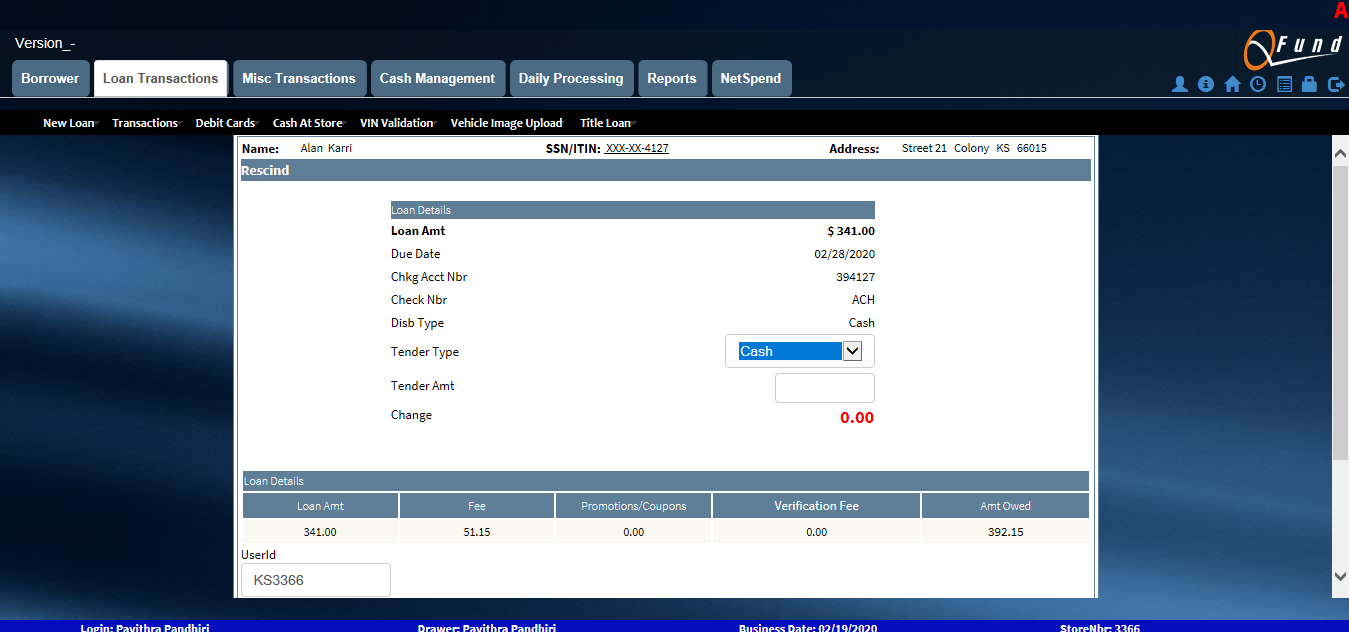 A
Version_-
QFund
Borrower Loan Transactions Misc Transactions Cash Management Daily Processing Reports NetSpend
New Loan Transactions Debit Cards Cash At Store VIN Validation Vehicle Image Upload Title Loan
Name: Alan Karri SSN/ITIN: XXX-XX-4127 Address: Street 21 Colony KS 66015
Rescind
Loan Details
Loan Amt $ 341.00
Due Date 02/28/2020
Chkg Acct Nbr 394127
Check Nbr ACH
Disb Type Cash
Tender Type Cash
Tender Amt
Change 0.00
Loan Details
Loan Amt Fee Promotions/Coupons Verification Fee Amt Owed
341.00 51.15 0.00 0.00 392.15
UserId
KS3366
Login: Pavithra Pandhiri Drawer: Pavithra Pandhiri Business Date: 02/19/2020 StoreNbr: 3366